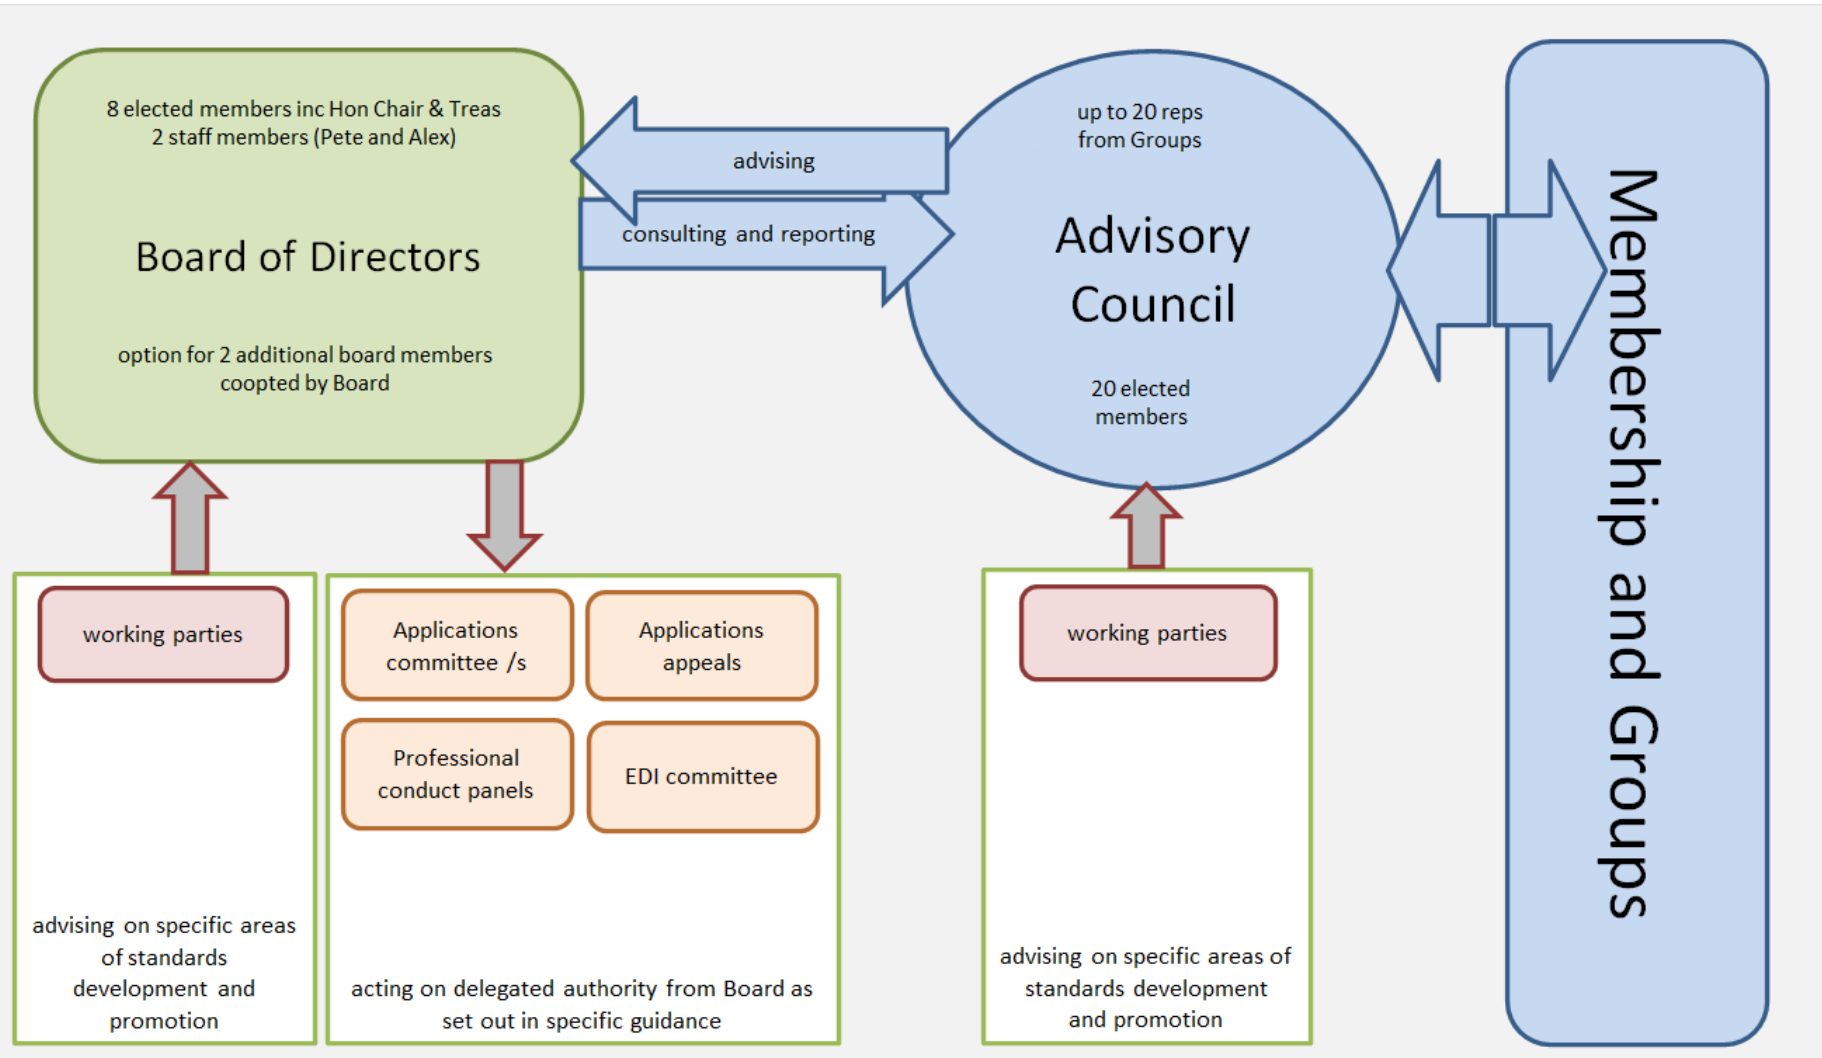 8 elected members inc Hon Chair & Treas
2 staff members (Pete and Alex)
Board of Directors
option for 2 additional board members
coopted by Board
advising
consulting and reporting
up to 20 reps
from Groups
Advisory
Council
20 elected
members
Membership and Groups
working parties
advising on specific areas
of standards
development and
promotion
Applications
committee /s
Applications
appeals
Professional
conduct panels
EDI committee
acting on delegated authority from Board as
set out in specific guidance
working parties
advising on specific areas of
standards development
and promotion